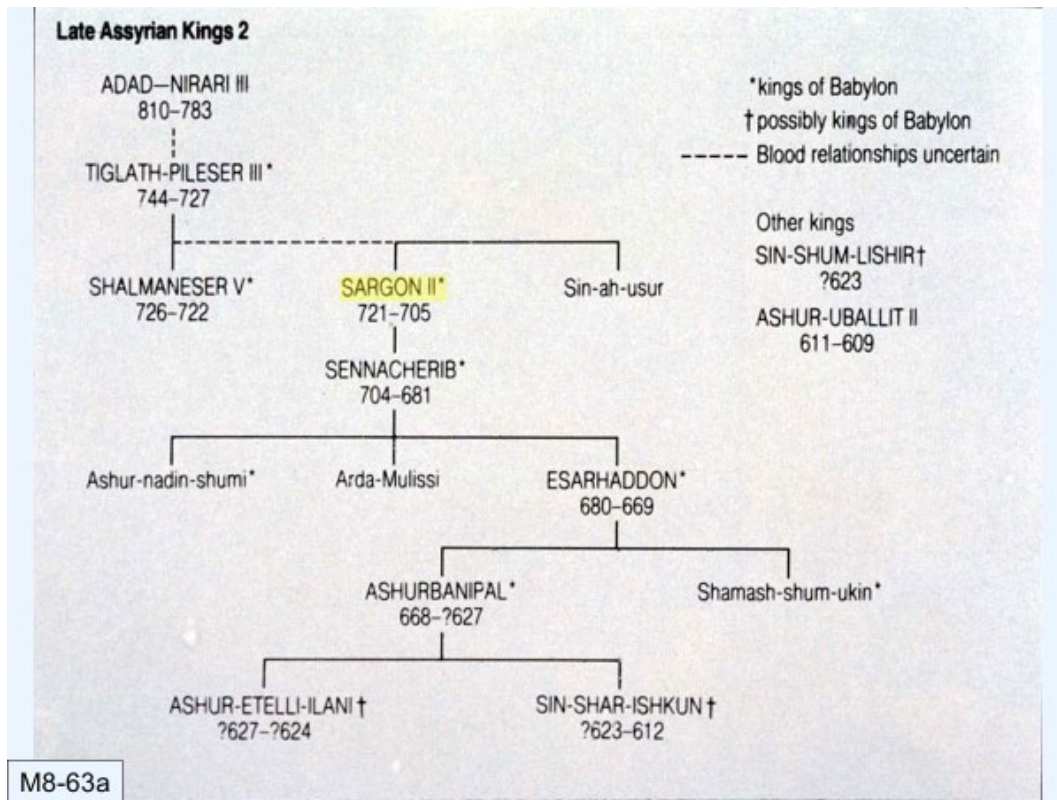 Late Assyrian Kings 2
ADAD—NIRARI III
810–783
*kings of Babylon
†possibly kings of Babylon
----- Blood relationships uncertain
TIGLATH-PILESER III*
744–727
Other kings
SIN-SHUM-LISHIR†
?623
ASHUR-UBALLIT II
611–609
SHALMANESER V*
726–722
SARGON II*
721–705
Sin-ah-usur
SENNACHERIB*
704–681
Ashur-nadin-shumi*
Arda-Mulissi
ESARHADDON*
680–669
ASHURBANIPAL*
668–?627
Shamash-shum-ukin*
ASHUR-ETELLI-ILANI†
?627–?624
SIN-SHAR-ISHKUN†
?623–612
M8-63a